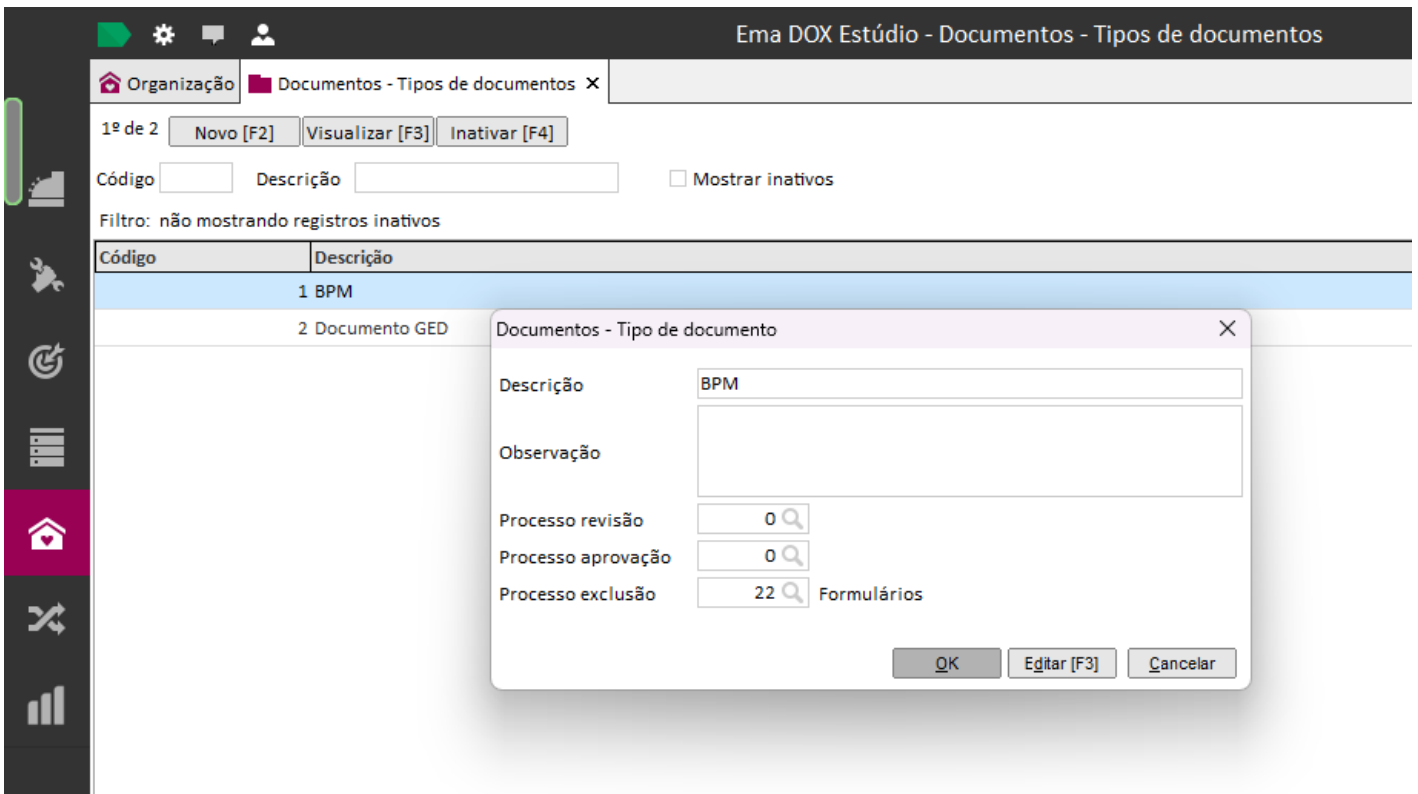 Ema DOX Estúdio - Documentos - Tipos de documentos
Organização Documentos - Tipos de documentos X
1º de 2 Novo [F2] Visualizar [F3] Inativar [F4]
Código Descrição Mostrar inativos
Filtro: não mostrando registros inativos
Código Descrição
1 BPM
2 Documento GED
Documentos - Tipo de documento
Descrição BPM
Observação
Processo revisão 0
Processo aprovação 0
Processo exclusão 22 Formulários
OK Editar [F3] Cancelar